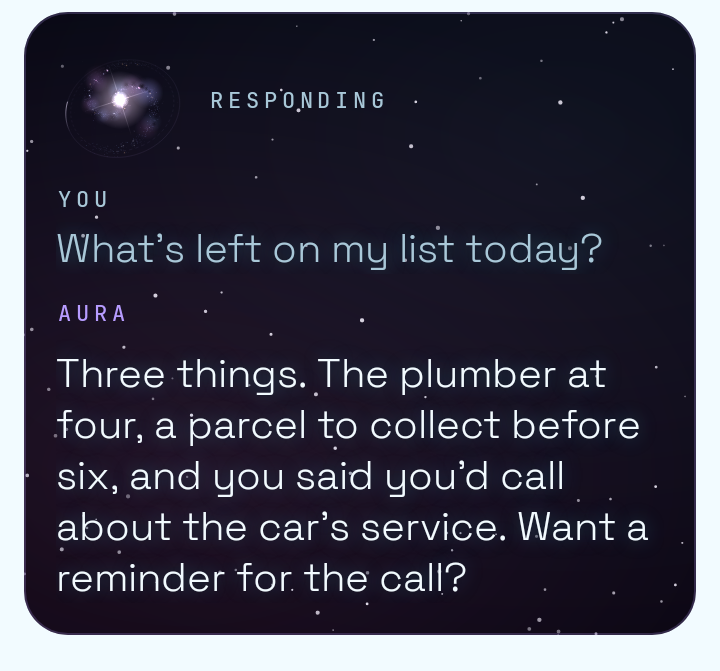 RESPONDING
YOU
What’s left on my list today?
AURA
Three things. The plumber at
four, a parcel to collect before
six, and you said you’d call
about the car’s service. Want a
reminder for the call?